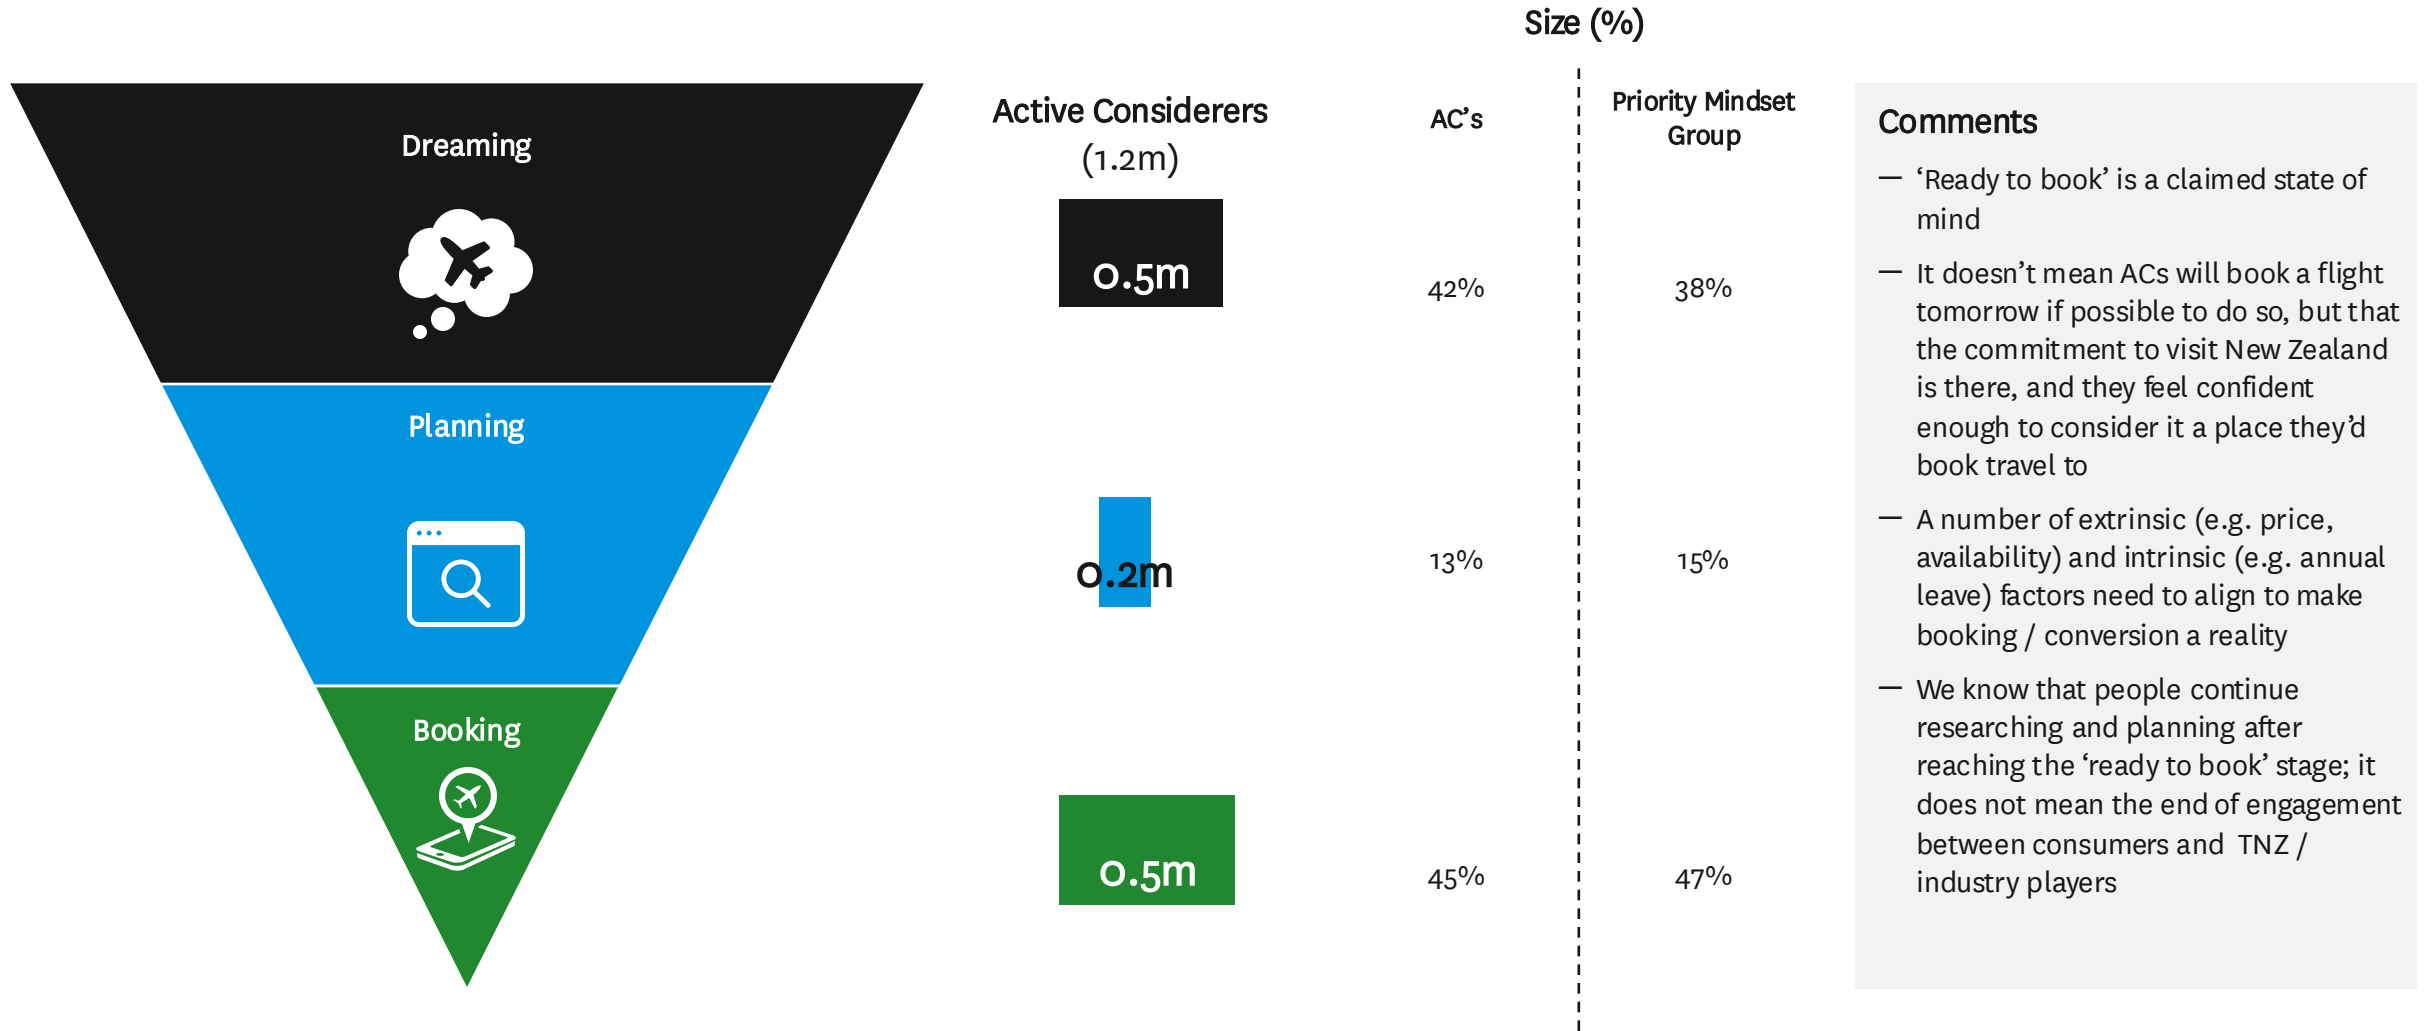 Size (%)
Dreaming
Active Considerers
(1.2m)
AC’s
Priority Mindset
Group
0.5m
42%
38%
Planning
0.2m
13%
15%
Booking
0.5m
45%
47%
Comments
— ‘Ready to book’ is a claimed state of
mind
— It doesn’t mean ACs will book a flight
tomorrow if possible to do so, but that
the commitment to visit New Zealand
is there, and they feel confident
enough to consider it a place they’d
book travel to
— A number of extrinsic (e.g. price,
availability) and intrinsic (e.g. annual
leave) factors need to align to make
booking / conversion a reality
— We know that people continue
researching and planning after
reaching the ‘ready to book’ stage; it
does not mean the end of engagement
between consumers and TNZ /
industry players